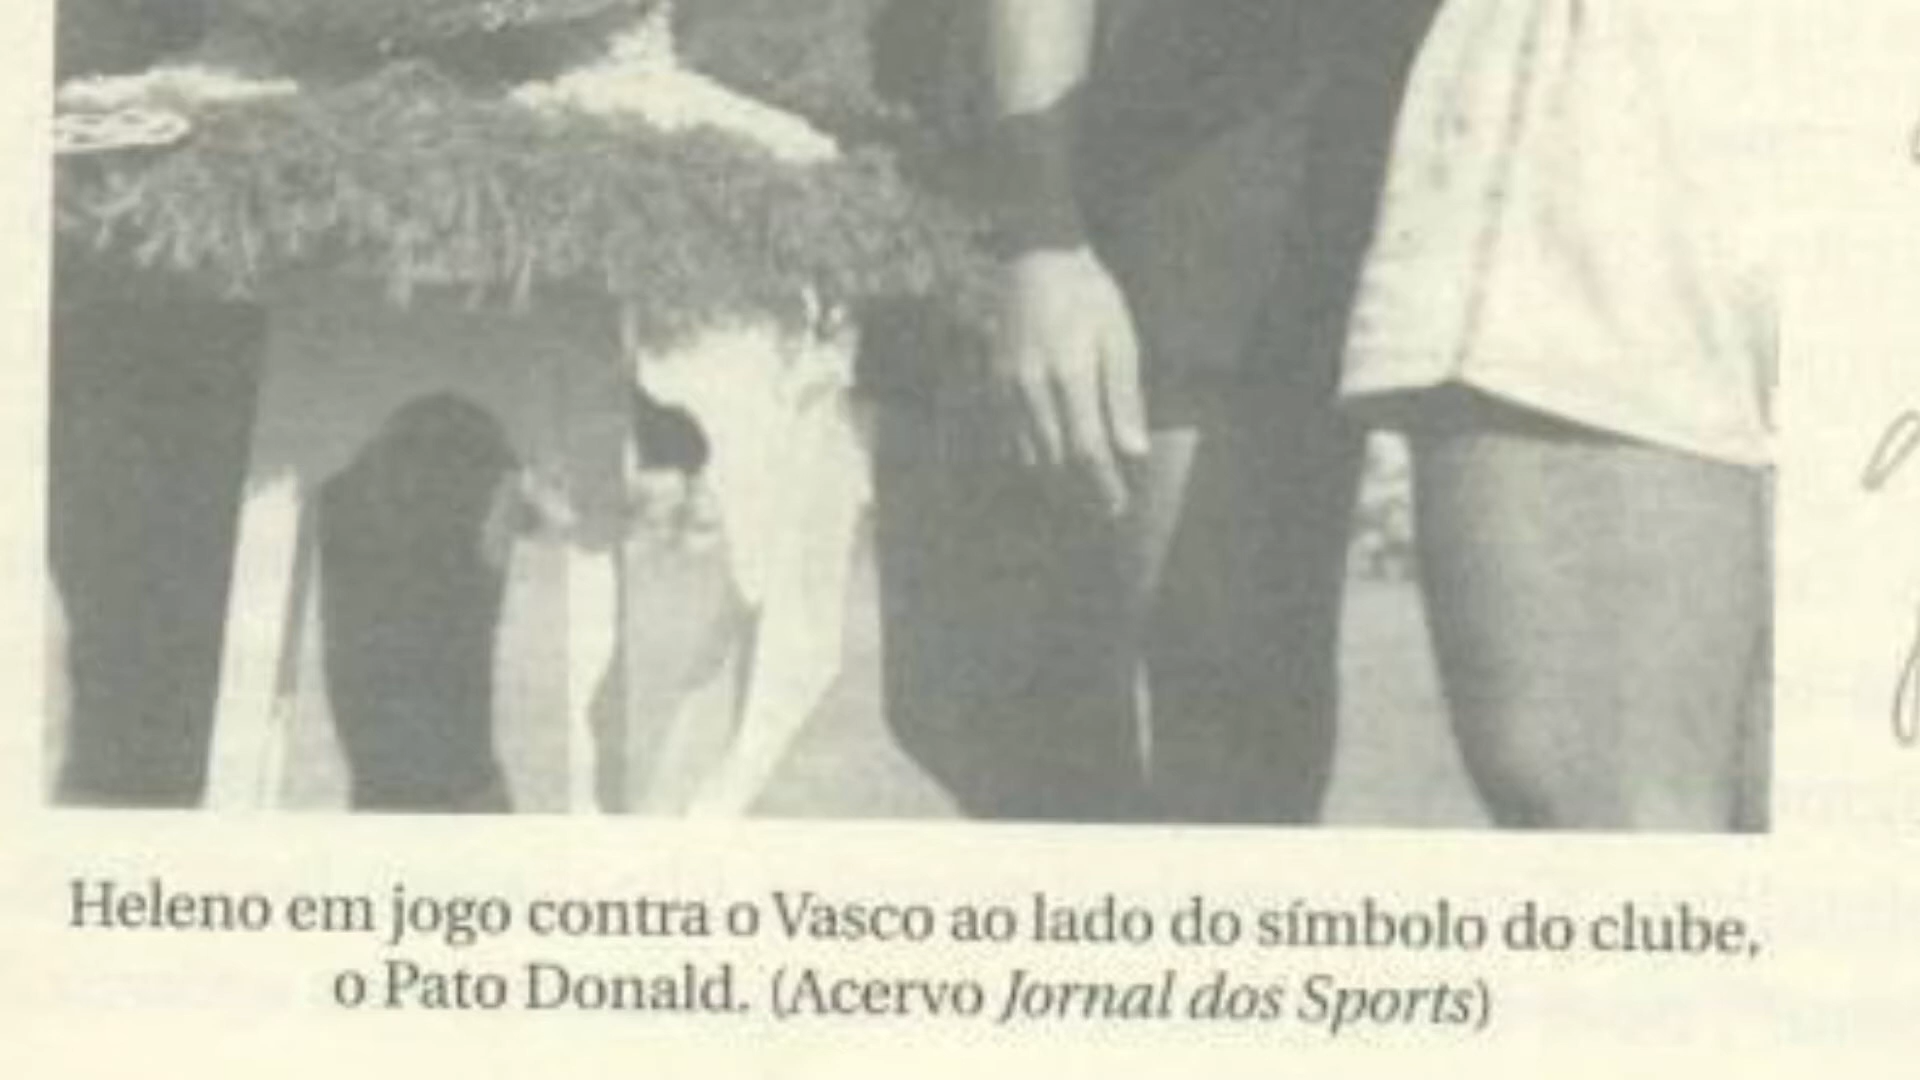 Heleno em jogo contra o Vasco ao lado do símbolo do clube,
o Pato Donald. (Acervo Jornal dos Sports)